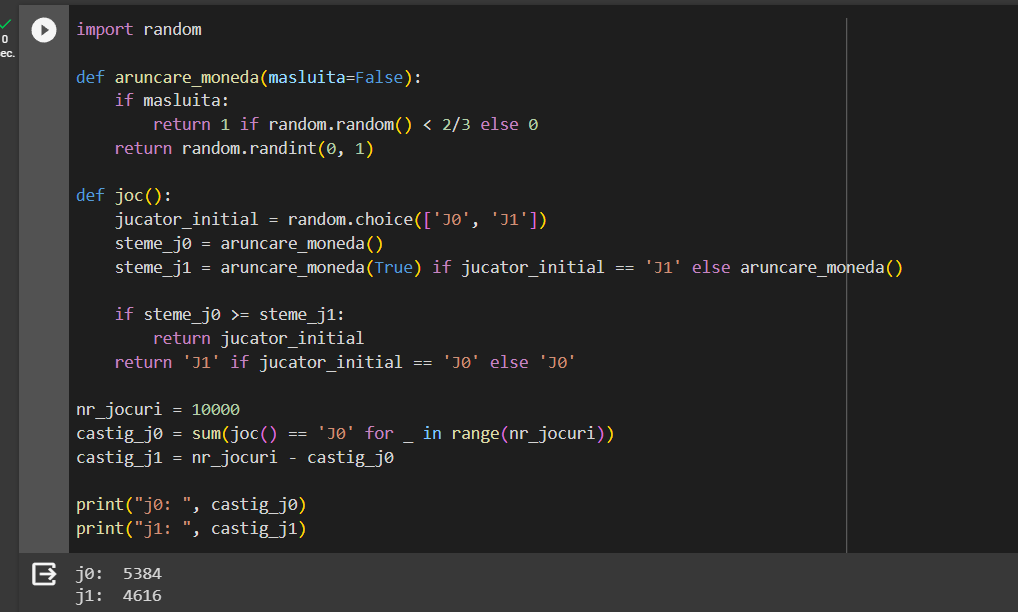 0
ec.
import random
def aruncare_moneda(masluita=False):
    if masluita:
        return 1 if random.random() < 2/3 else 0
    return random.randint(0, 1)
def joc():
    jucator_initial = random.choice(['J0', 'J1'])
    steme_j0 = aruncare_moneda()
    steme_j1 = aruncare_moneda(True) if jucator_initial == 'J1' else aruncare_moneda()
    if steme_j0 >= steme_j1:
        return jucator_initial
    return 'J1' if jucator_initial == 'J0' else 'J0'
nr_jocuri = 10000
castig_j0 = sum(joc() == 'J0' for _ in range(nr_jocuri))
castig_j1 = nr_jocuri - castig_j0
print("j0: ", castig_j0)
print("j1: ", castig_j1)
j0:  5384
j1:  4616